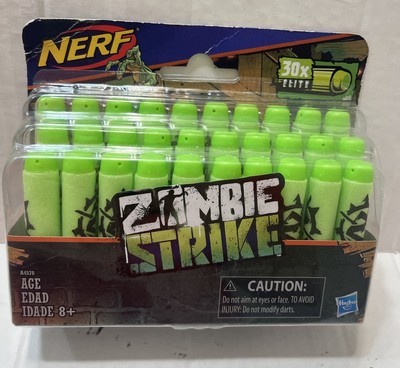 NERF
30x
ELITE
ZOMBIE
STRIKE
A4570
AGE
EDAD
IDADE 8+
CAUTION:
Do not aim at eyes or face. TO AVOID
INJURY: Do not modify darts.
Hasbro